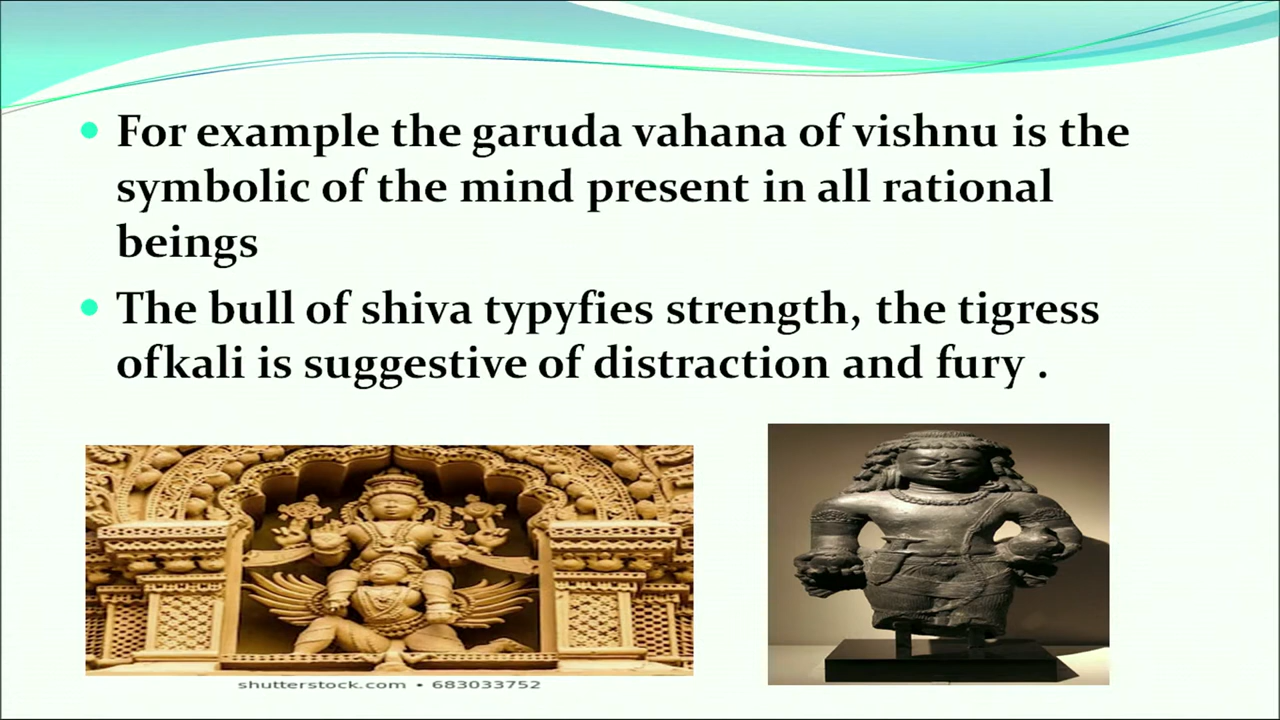 For example the garuda vahana of vishnu is the
symbolic of the mind present in all rational
beings
The bull of shiva typyfies strength, the tigress
ofkali is suggestive of distraction and fury .
shutterstock.com • 683033752